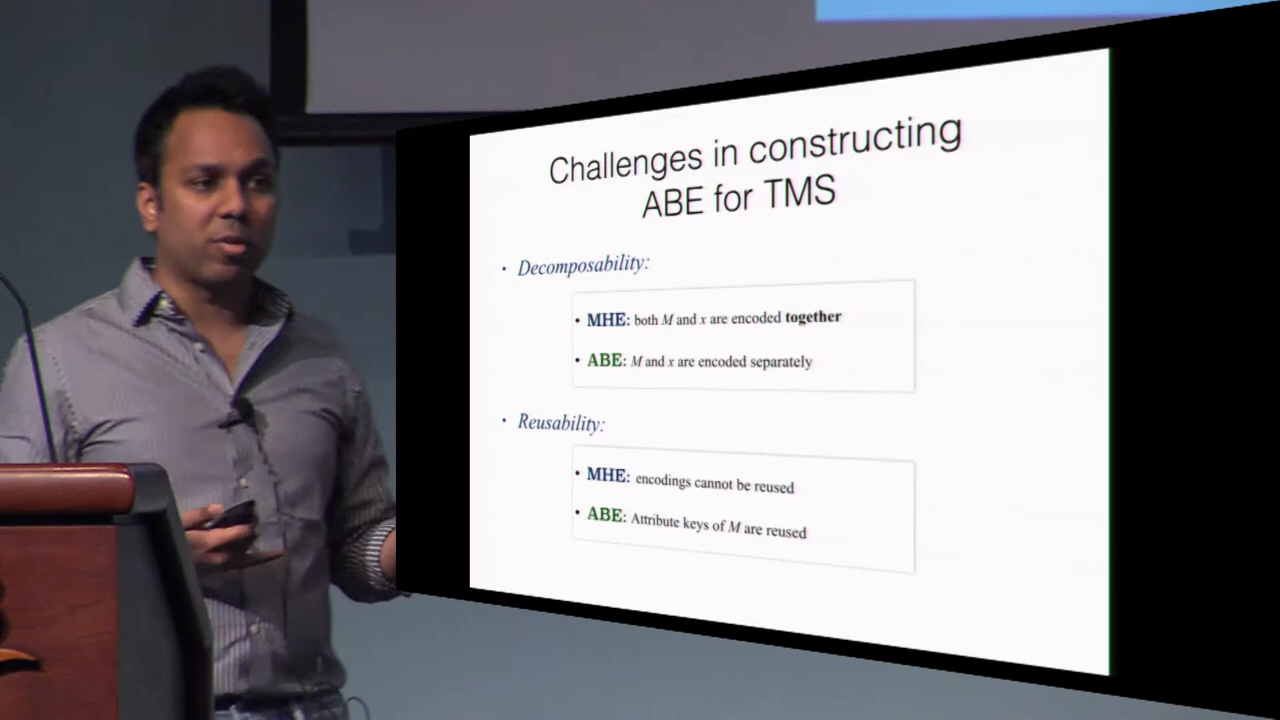 Challenges in constructing
ABE for TMS
• Decomposability:
• MHE: both M and x are encoded together
• ABE: M and x are encoded separately
• Reusability:
• MHE: encodings cannot be reused
• ABE: Attribute keys of M are reused